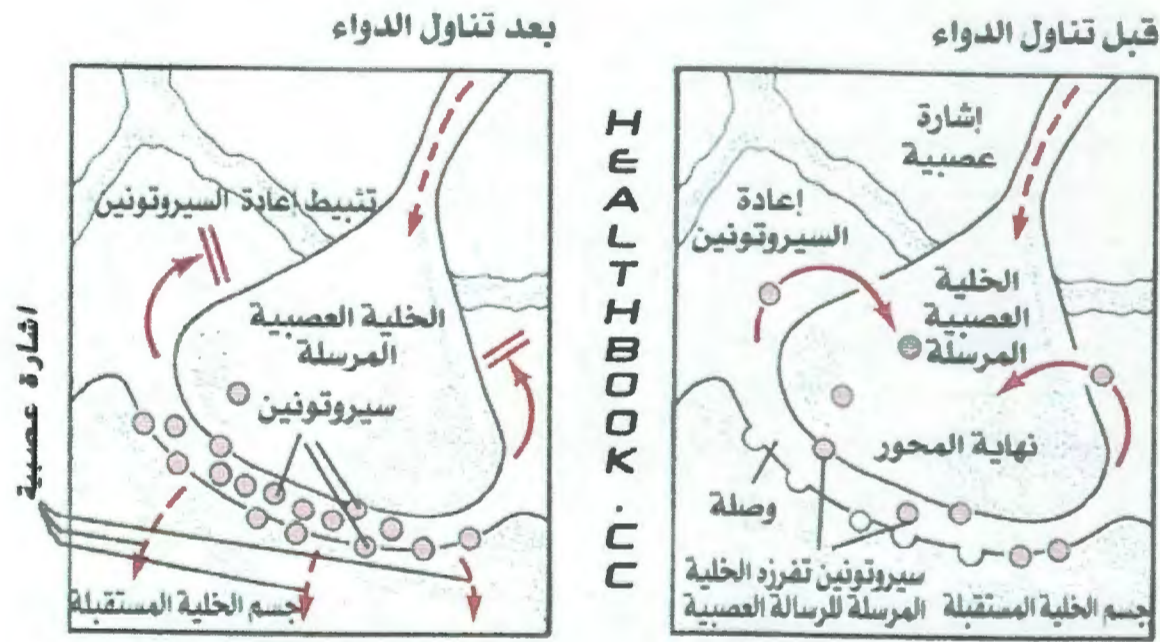 قبل تناول الدواء
إشارة
عصبية
إعادة
السيروتونين
الخلية
العصبية
المرسلة
نهاية المحور
وصلة
سيروتونين تفرزه الخلية
المرسلة للرسالة العصبية
جسم الخلية المستقبلة
HEALTHBOOK.CC
بعد تناول الدواء
تثبيط إعادة السيروتونين
الخلية العصبية
المرسلة
سيروتونين
اشارة عصبية
جسم الخلية المستقبلة